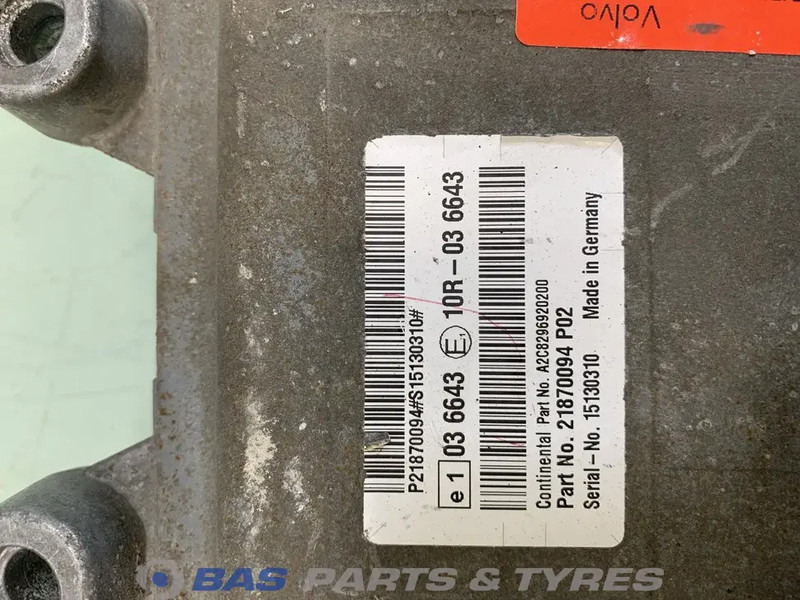 Volvo
P21870094#S15130310#
e 1 03 6643 E1 10R – 03 6643
Continental Part No. A2C8296920200
Part No. 21870094 P02
Serial – No. 15130310 Made in Germany
BAS PARTS & TYRES